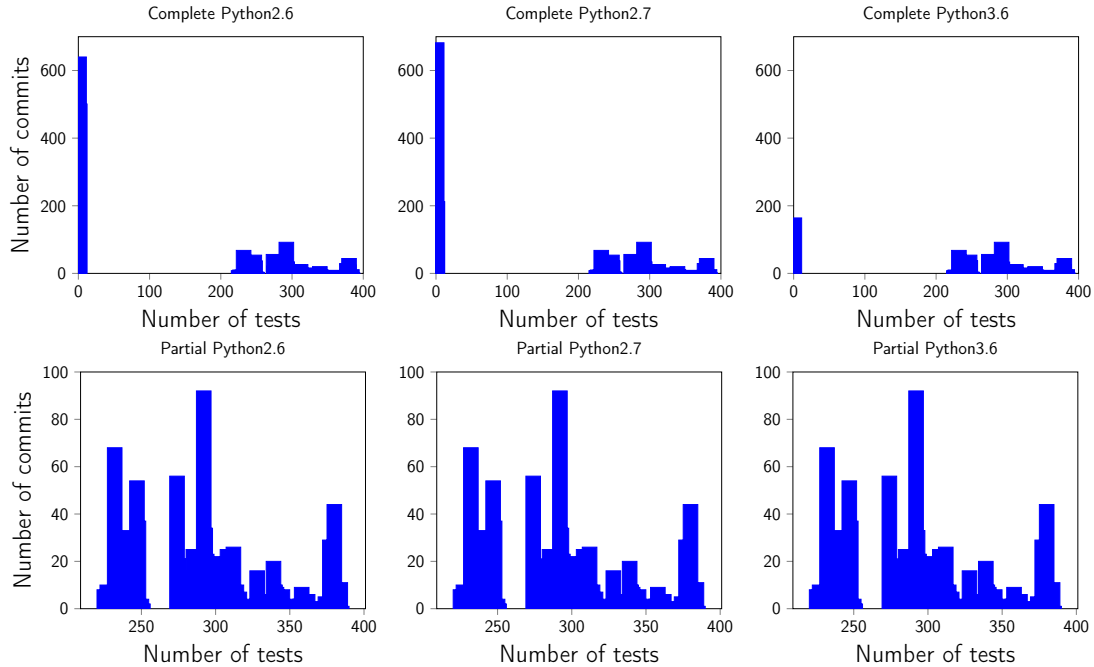 Complete Python2.6
Complete Python2.7
Complete Python3.6
Number of commits
600
400
200
0
0 100 200 300 400
Number of tests
600
400
200
0
0 100 200 300 400
Number of tests
600
400
200
0
0 100 200 300 400
Number of tests
Partial Python2.6
Partial Python2.7
Partial Python3.6
Number of commits
100
80
60
40
20
0
250 300 350 400
Number of tests
100
80
60
40
20
0
250 300 350 400
Number of tests
100
80
60
40
20
0
250 300 350 400
Number of tests